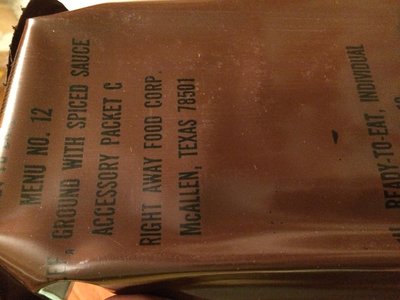 MENU NO. 12
GROUND WITH SPICED SAUCE
ACCESSORY PACKET C
RIGHT AWAY FOOD CORP.
MCALLEN, TEXAS 78501
READY-TO-EAT, INDIVIDUAL